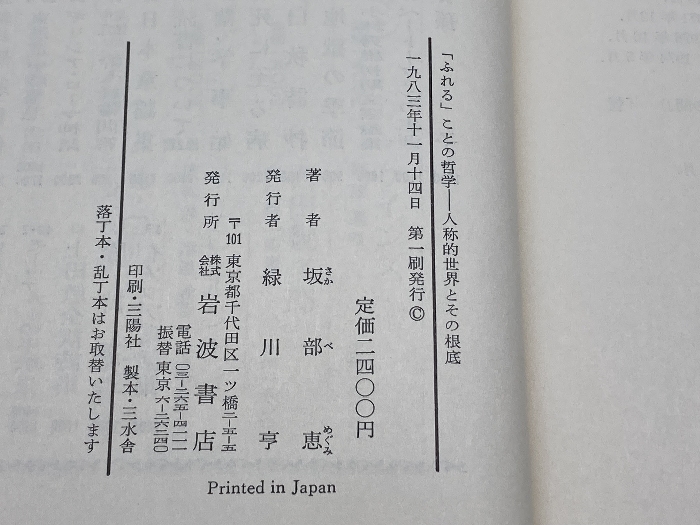 「ふれる」ことの哲学——人称的世界とその根底
一九八三年十一月十四日 第一刷発行©
定価二四〇〇円
著者 坂部恵
さか べ めぐみ
発行者 緑川亨
〒101 東京都千代田区一ツ橋二-五-五
発行所 株式会社 岩波書店
電話 〇三-二六五-四一一一
振替 東京 六-二六二四〇
印刷・三陽社 製本・三水舎
落丁本・乱丁本はお取替いたします
Printed in Japan